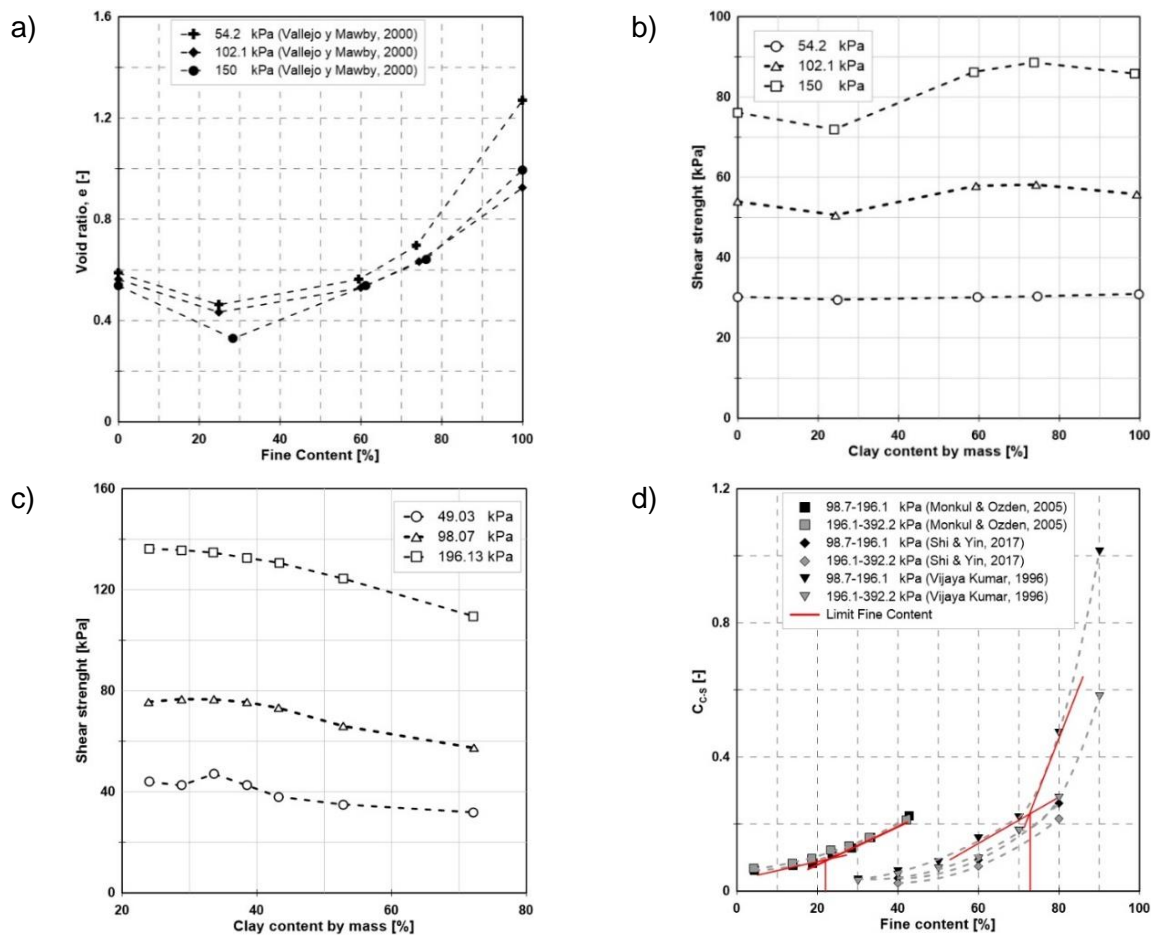 a)
1.6
1.2
0.8
0.4
0
Void ratio, e [-]
54.2 kPa (Vallejo y Mawby, 2000)
102.1 kPa (Vallejo y Mawby, 2000)
150 kPa (Vallejo y Mawby, 2000)
0 20 40 60 80 100
Fine Content [%]
b)
100
80
60
40
20
0
Shear strenght [kPa]
54.2 kPa
102.1 kPa
150 kPa
0 20 40 60 80 100
Clay content by mass [%]
c)
160
120
80
40
0
Shear strenght [kPa]
49.03 kPa
98.07 kPa
196.13 kPa
20 40 60 80
Clay content by mass [%]
d)
1.2
0.8
0.4
0
CC-S [-]
98.7-196.1 kPa (Monkul & Ozden, 2005)
196.1-392.2 kPa (Monkul & Ozden, 2005)
98.7-196.1 kPa (Shi & Yin, 2017)
196.1-392.2 kPa (Shi & Yin, 2017)
98.7-196.1 kPa (Vijaya Kumar, 1996)
196.1-392.2 kPa (Vijaya Kumar, 1996)
Limit Fine Content
0 20 40 60 80 100
Fine content [%]